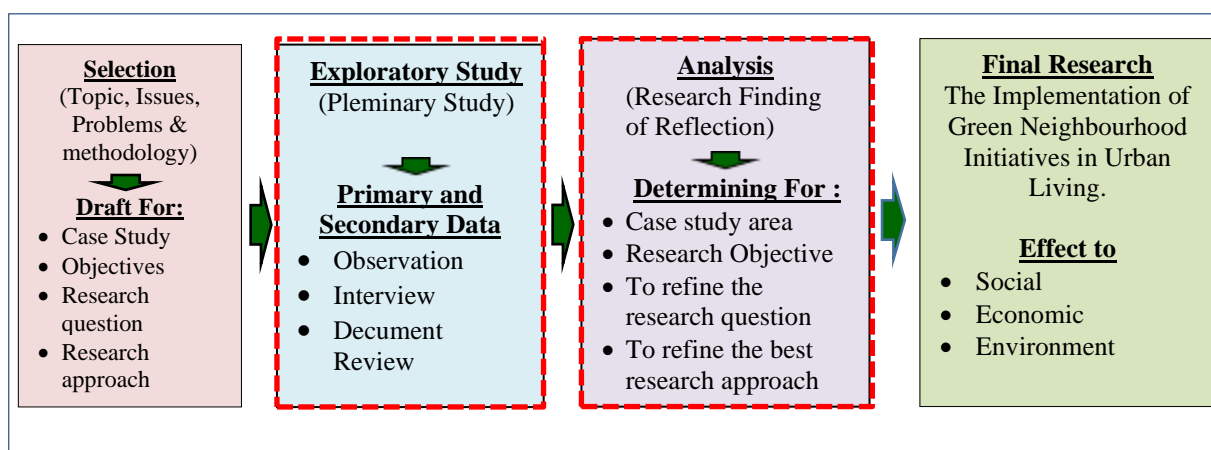 Selection
(Topic, Issues,
Problems &
methodology)
Draft For:
• Case Study
• Objectives
• Research
question
• Research
approach
Exploratory Study
(Pleminary Study)
Primary and
Secondary Data
• Observation
• Interview
• Document
Review
Analysis
(Research Finding
of Reflection)
Determining For :
• Case study area
• Research Objective
• To refine the
research question
• To refine the best
research approach
Final Research
The Implementation of
Green Neighbourhood
Initiatives in Urban
Living.
Effect to
• Social
• Economic
• Environment